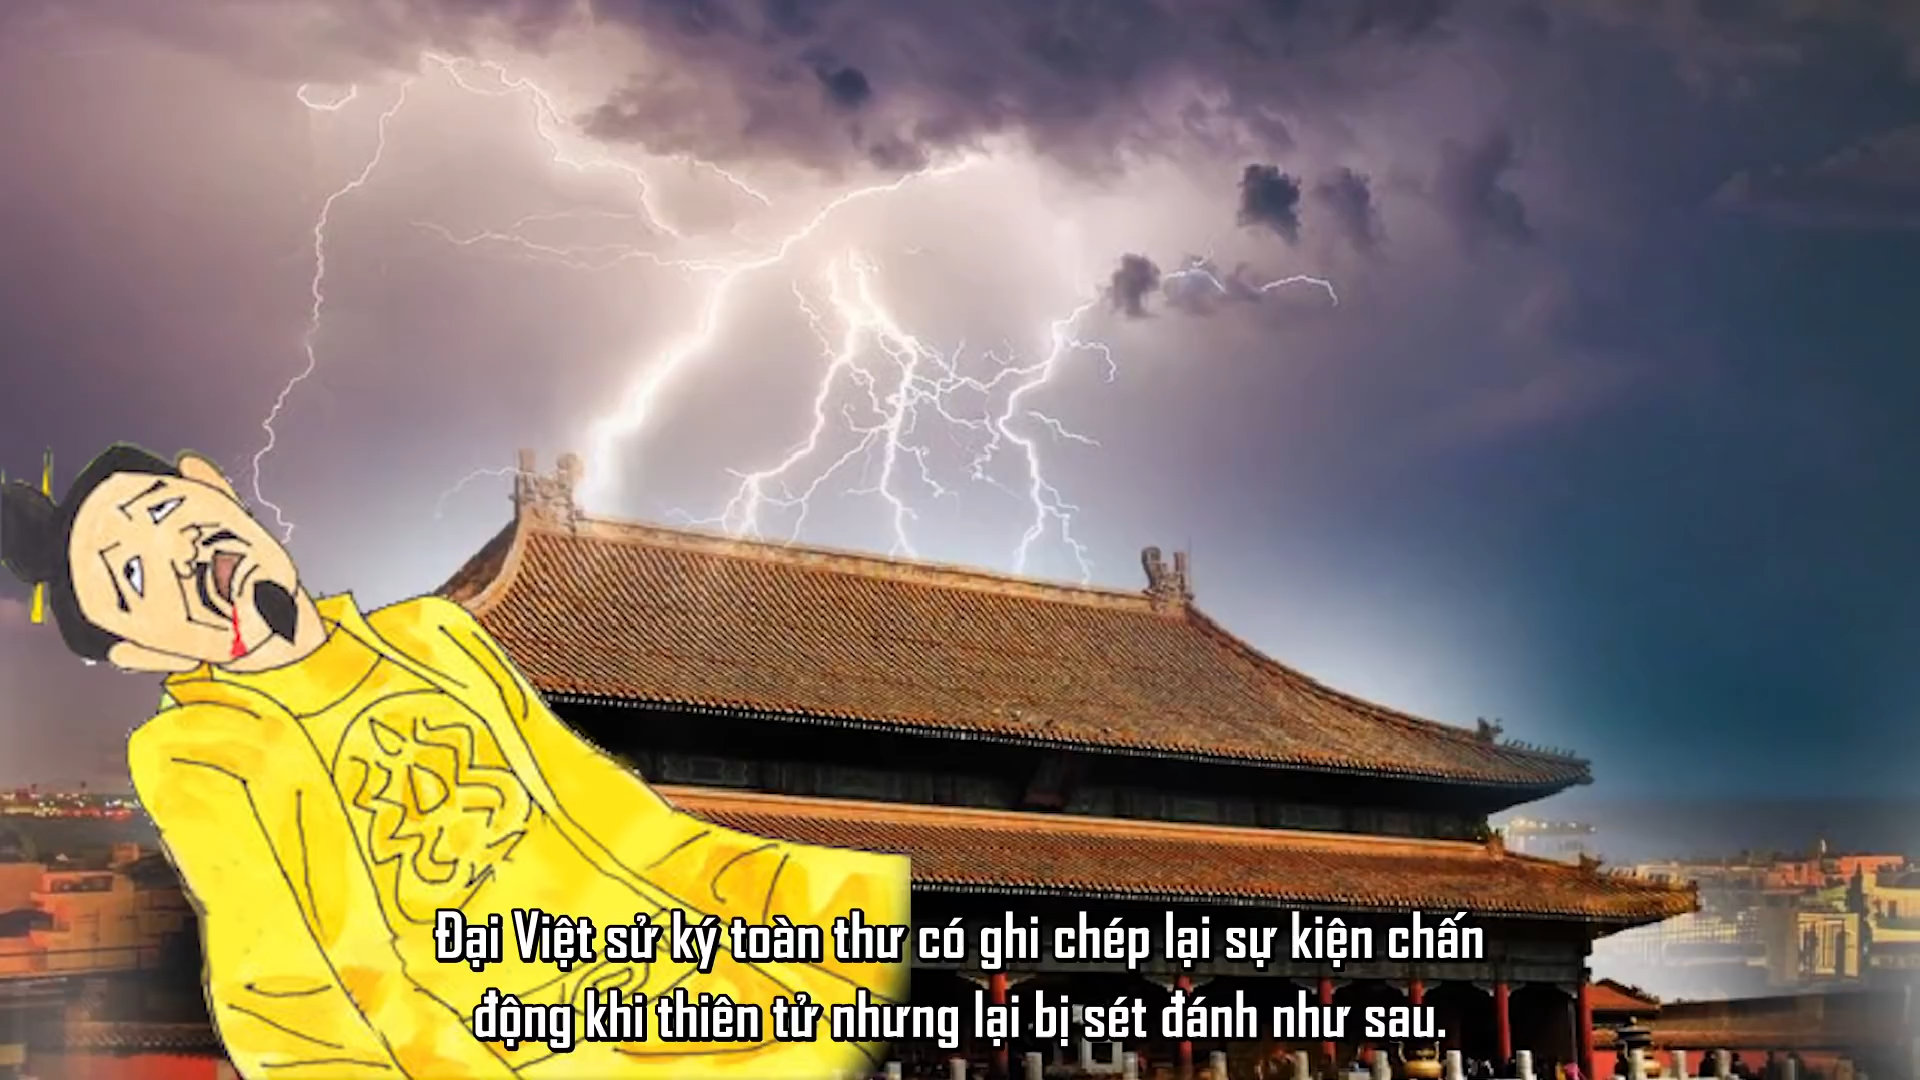 Đại Việt sử ký toàn thư có ghi chép lại sự kiện chấn
động khi thiên tử nhưng lại bị sét đánh như sau.